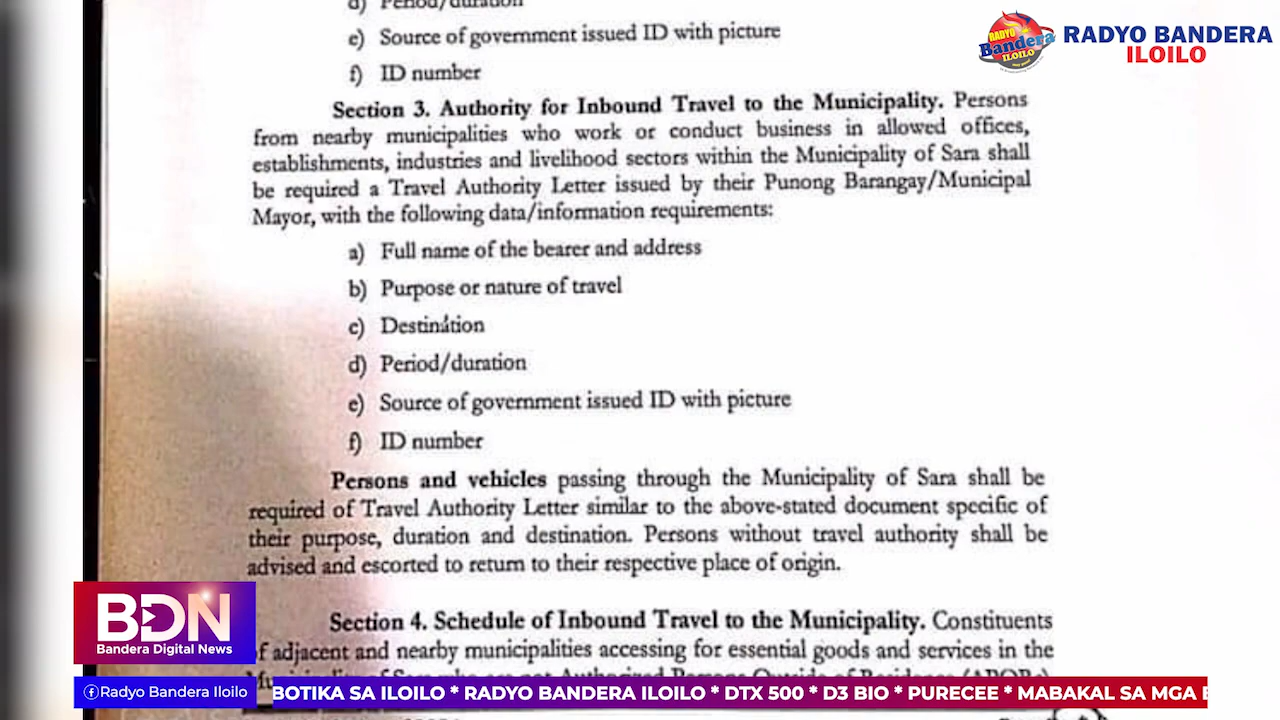 d) Period/duration
e) Source of government issued ID with picture
f) ID number
Section 3. Authority for Inbound Travel to the Municipality. Persons
from nearby municipalities who work or conduct business in allowed offices,
establishments, industries and livelihood sectors within the Municipality of Sara shall
be required a Travel Authority Letter issued by their Punong Barangay/Municipal
Mayor, with the following data/information requirements:
a) Full name of the bearer and address
b) Purpose or nature of travel
c) Destination
d) Period/duration
e) Source of government issued ID with picture
f) ID number
Persons and vehicles passing through the Municipality of Sara shall be
required of Travel Authority Letter similar to the above-stated document specific of
their purpose, duration and destination. Persons without travel authority shall be
advised and escorted to return to their respective place of origin.
Section 4. Schedule of Inbound Travel to the Municipality. Constituents
of adjacent and nearby municipalities accessing for essential goods and services in the
Authorized Persons Outside of Residence (APORs)
RADYO
Bandera
ILOILO
RADYO BANDERA
ILOILO
BDN
Bandera Digital News
Radyo Bandera Iloilo
BOTIKA SA ILOILO * RADYO BANDERA ILOILO * DTX 500 * D3 BIO * PURECEE * MABAKAL SA MGA